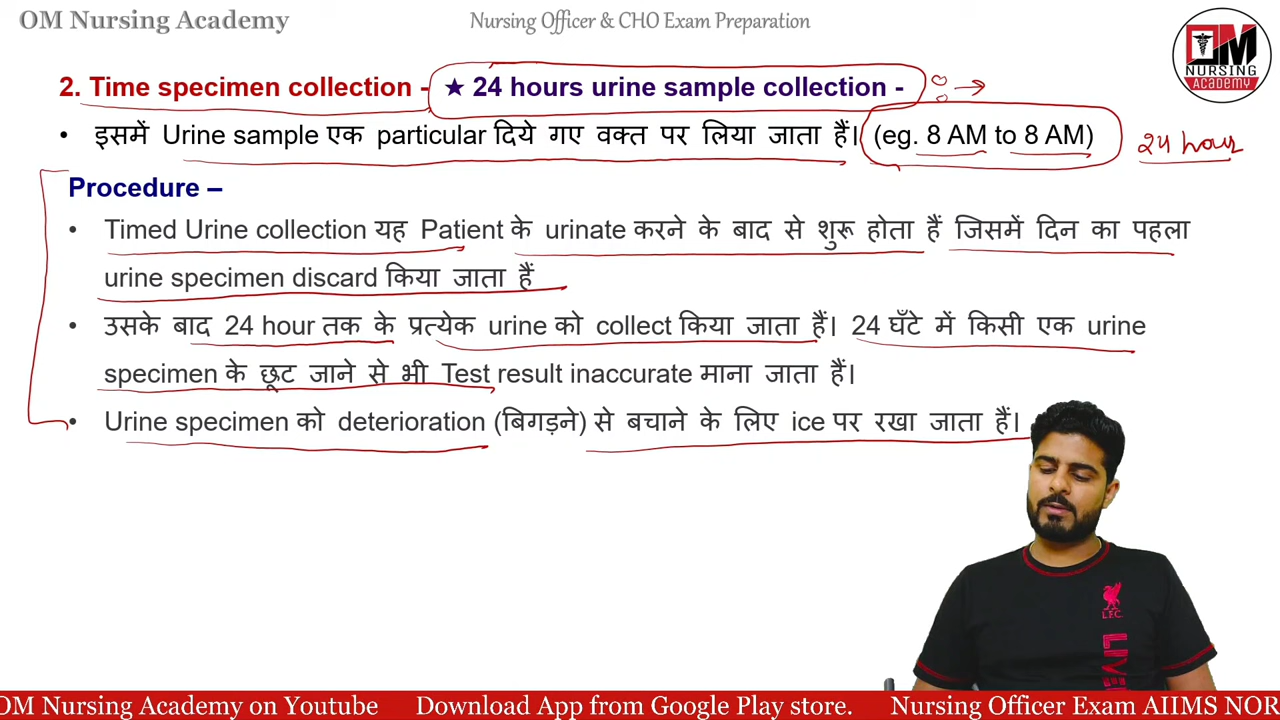 OM Nursing Academy
Nursing Officer & CHO Exam Preparation
OM
NURSING
ACADEMY
2. Time specimen collection - ★ 24 hours urine sample collection -
• इसमें Urine sample एक particular दिये गए वक्त पर लिया जाता हैं। (eg. 8 AM to 8 AM)
24 hour
Procedure –
• Timed Urine collection यह Patient के urinate करने के बाद से शुरू होता हैं जिसमें दिन का पहला
urine specimen discard किया जाता हैं
• उसके बाद 24 hour तक के प्रत्येक urine को collect किया जाता हैं। 24 घँटे में किसी एक urine
specimen के छूट जाने से भी Test result inaccurate माना जाता हैं।
• Urine specimen को deterioration (बिगड़ने) से बचाने के लिए ice पर रखा जाता हैं।
L.F.C.
LIVE
OM Nursing Academy on Youtube Download App from Google Play store. Nursing Officer Exam AIIMS NOR